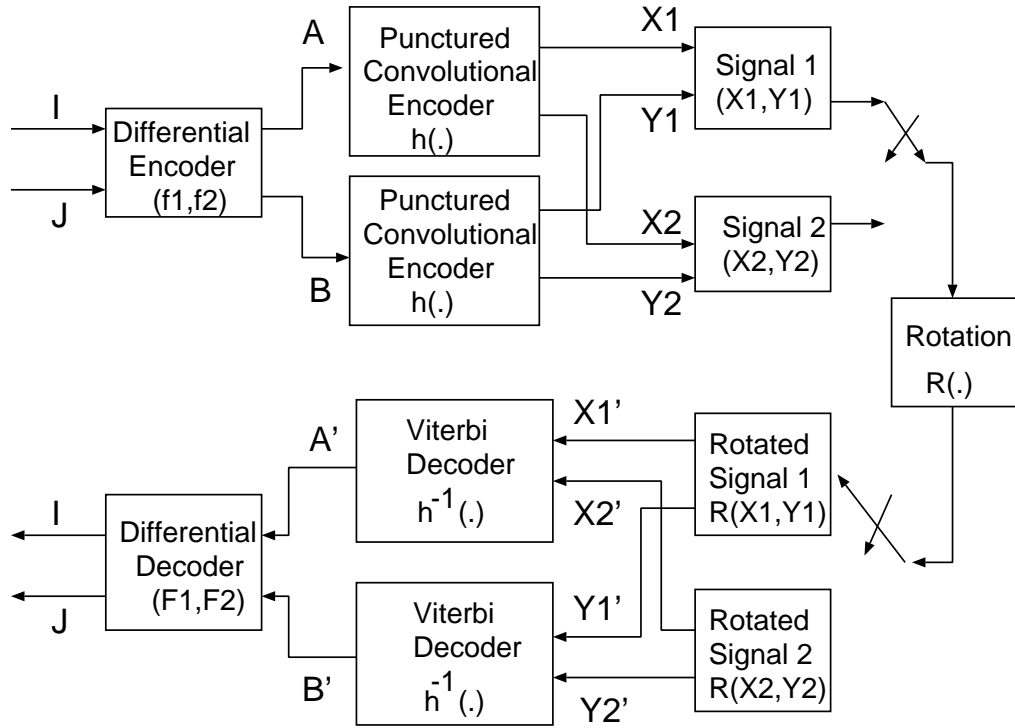 I
J
Differential
Encoder
(f1,f2)
A
B
Punctured
Convolutional
Encoder
h(.)
Punctured
Convolutional
Encoder
h(.)
X1
Y1
X2
Y2
Signal 1
(X1,Y1)
Signal 2
(X2,Y2)
Rotation
R(.)
Rotated
Signal 1
R(X1,Y1)
Rotated
Signal 2
R(X2,Y2)
X1’
X2’
Y1’
Y2’
Viterbi
Decoder
h-1(.)
Viterbi
Decoder
h-1(.)
A’
B’
Differential
Decoder
(F1,F2)
I
J